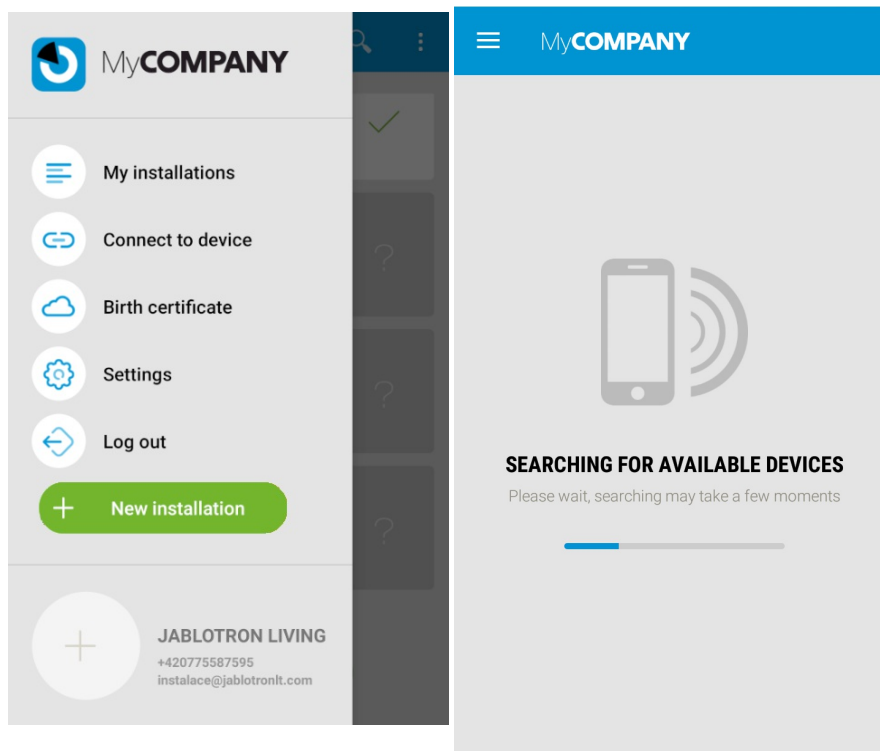 MyCOMPANY
My installations
Connect to device
Birth certificate
Settings
Log out
New installation
JABLOTRON LIVING
+420775587595
instalace@jablotronlt.com
?
?
?
MyCOMPANY
SEARCHING FOR AVAILABLE DEVICES
Please wait, searching may take a few moments